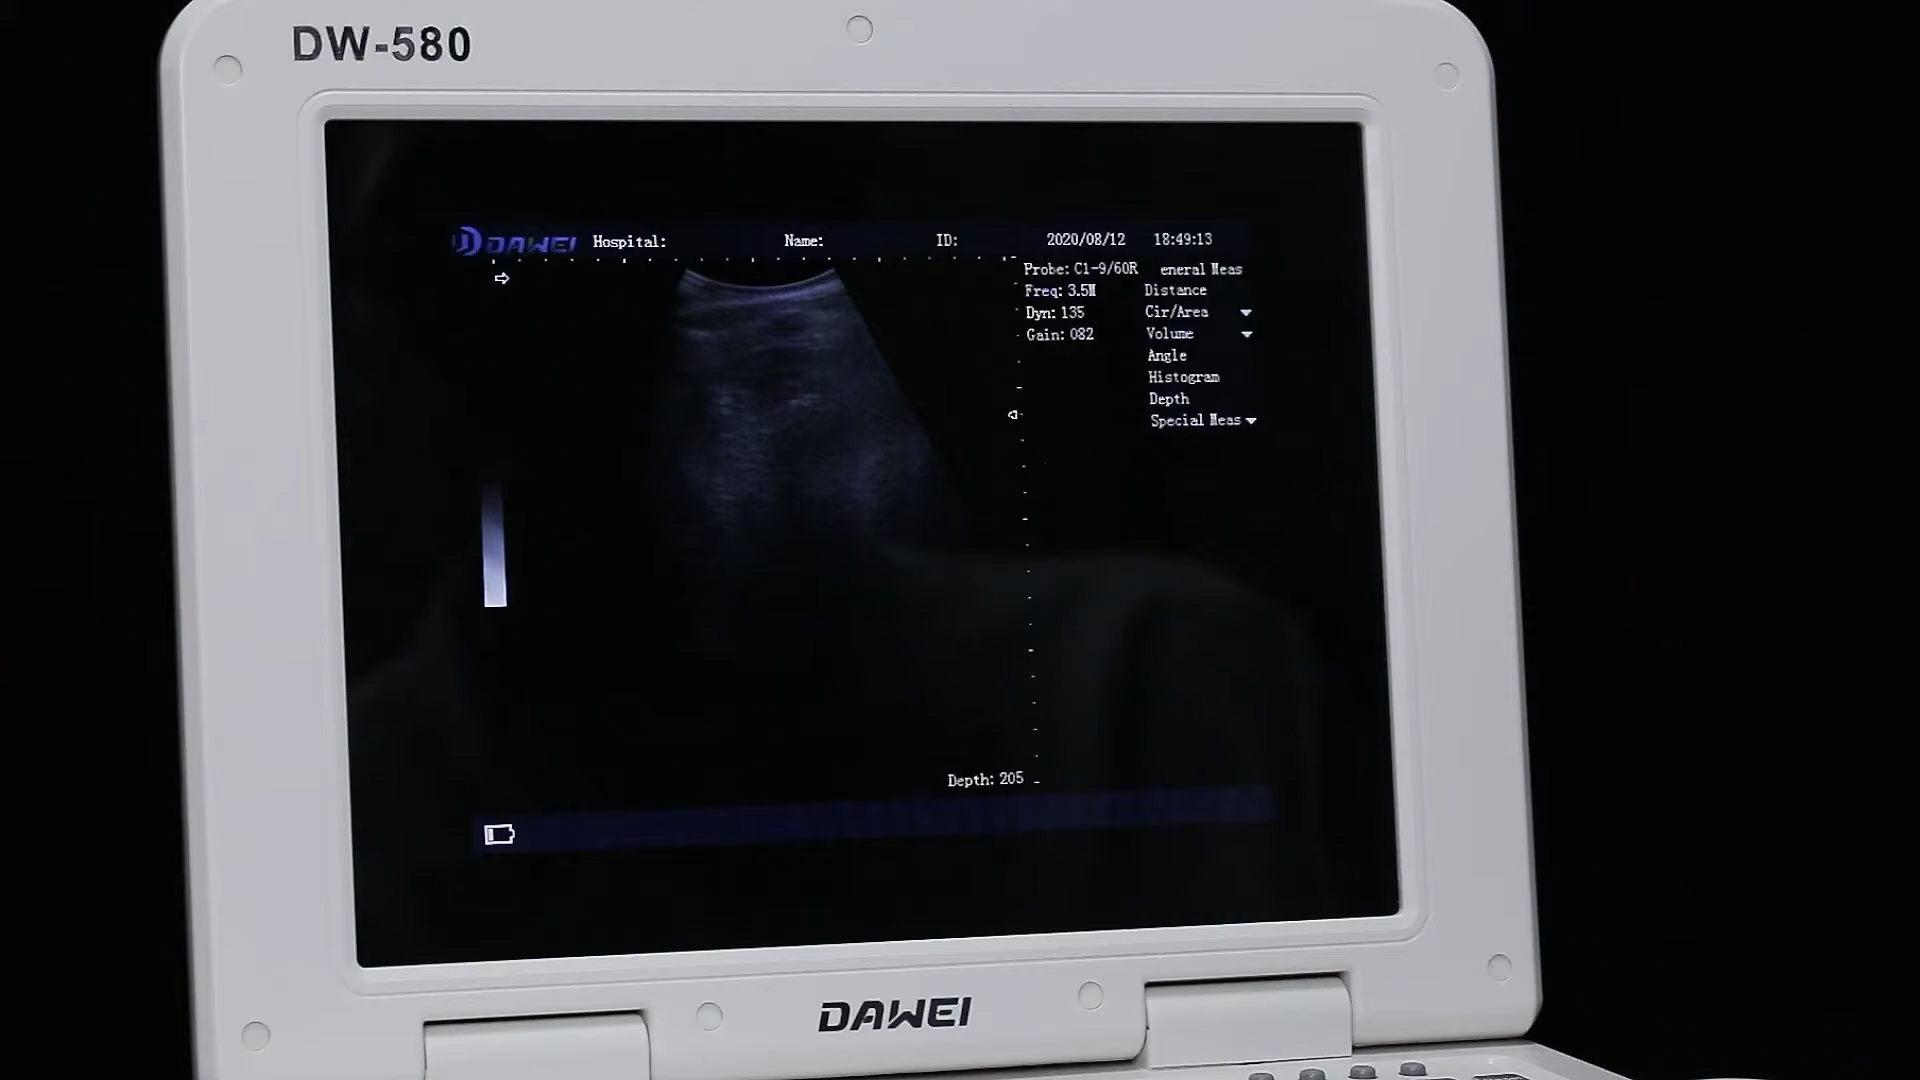 DW-580
DAWEI Hospital: Name: ID: 2020/08/12 18:49:13
Probe: C1-9/60R eneral Meas
Freq: 3.5M Distance
Dyn: 135 Cir/Area
Gain: 082 Volume
Angle
Histogram
Depth
Special Meas
Depth: 205
DAWEI